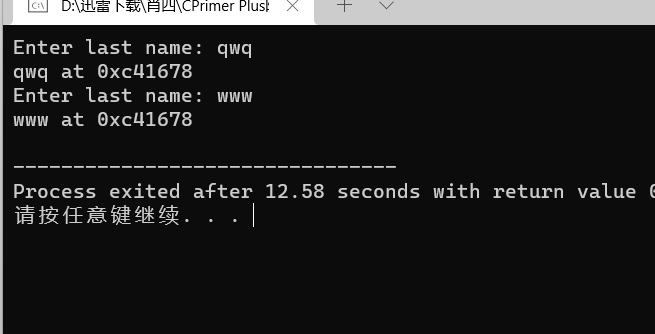 D:\迅雷下载\肖四\CPrimer Plus
Enter last name: qwq
qwq at 0xc41678
Enter last name: www
www at 0xc41678
--------------------------------
Process exited after 12.58 seconds with return value 0
请按任意键继续. . .